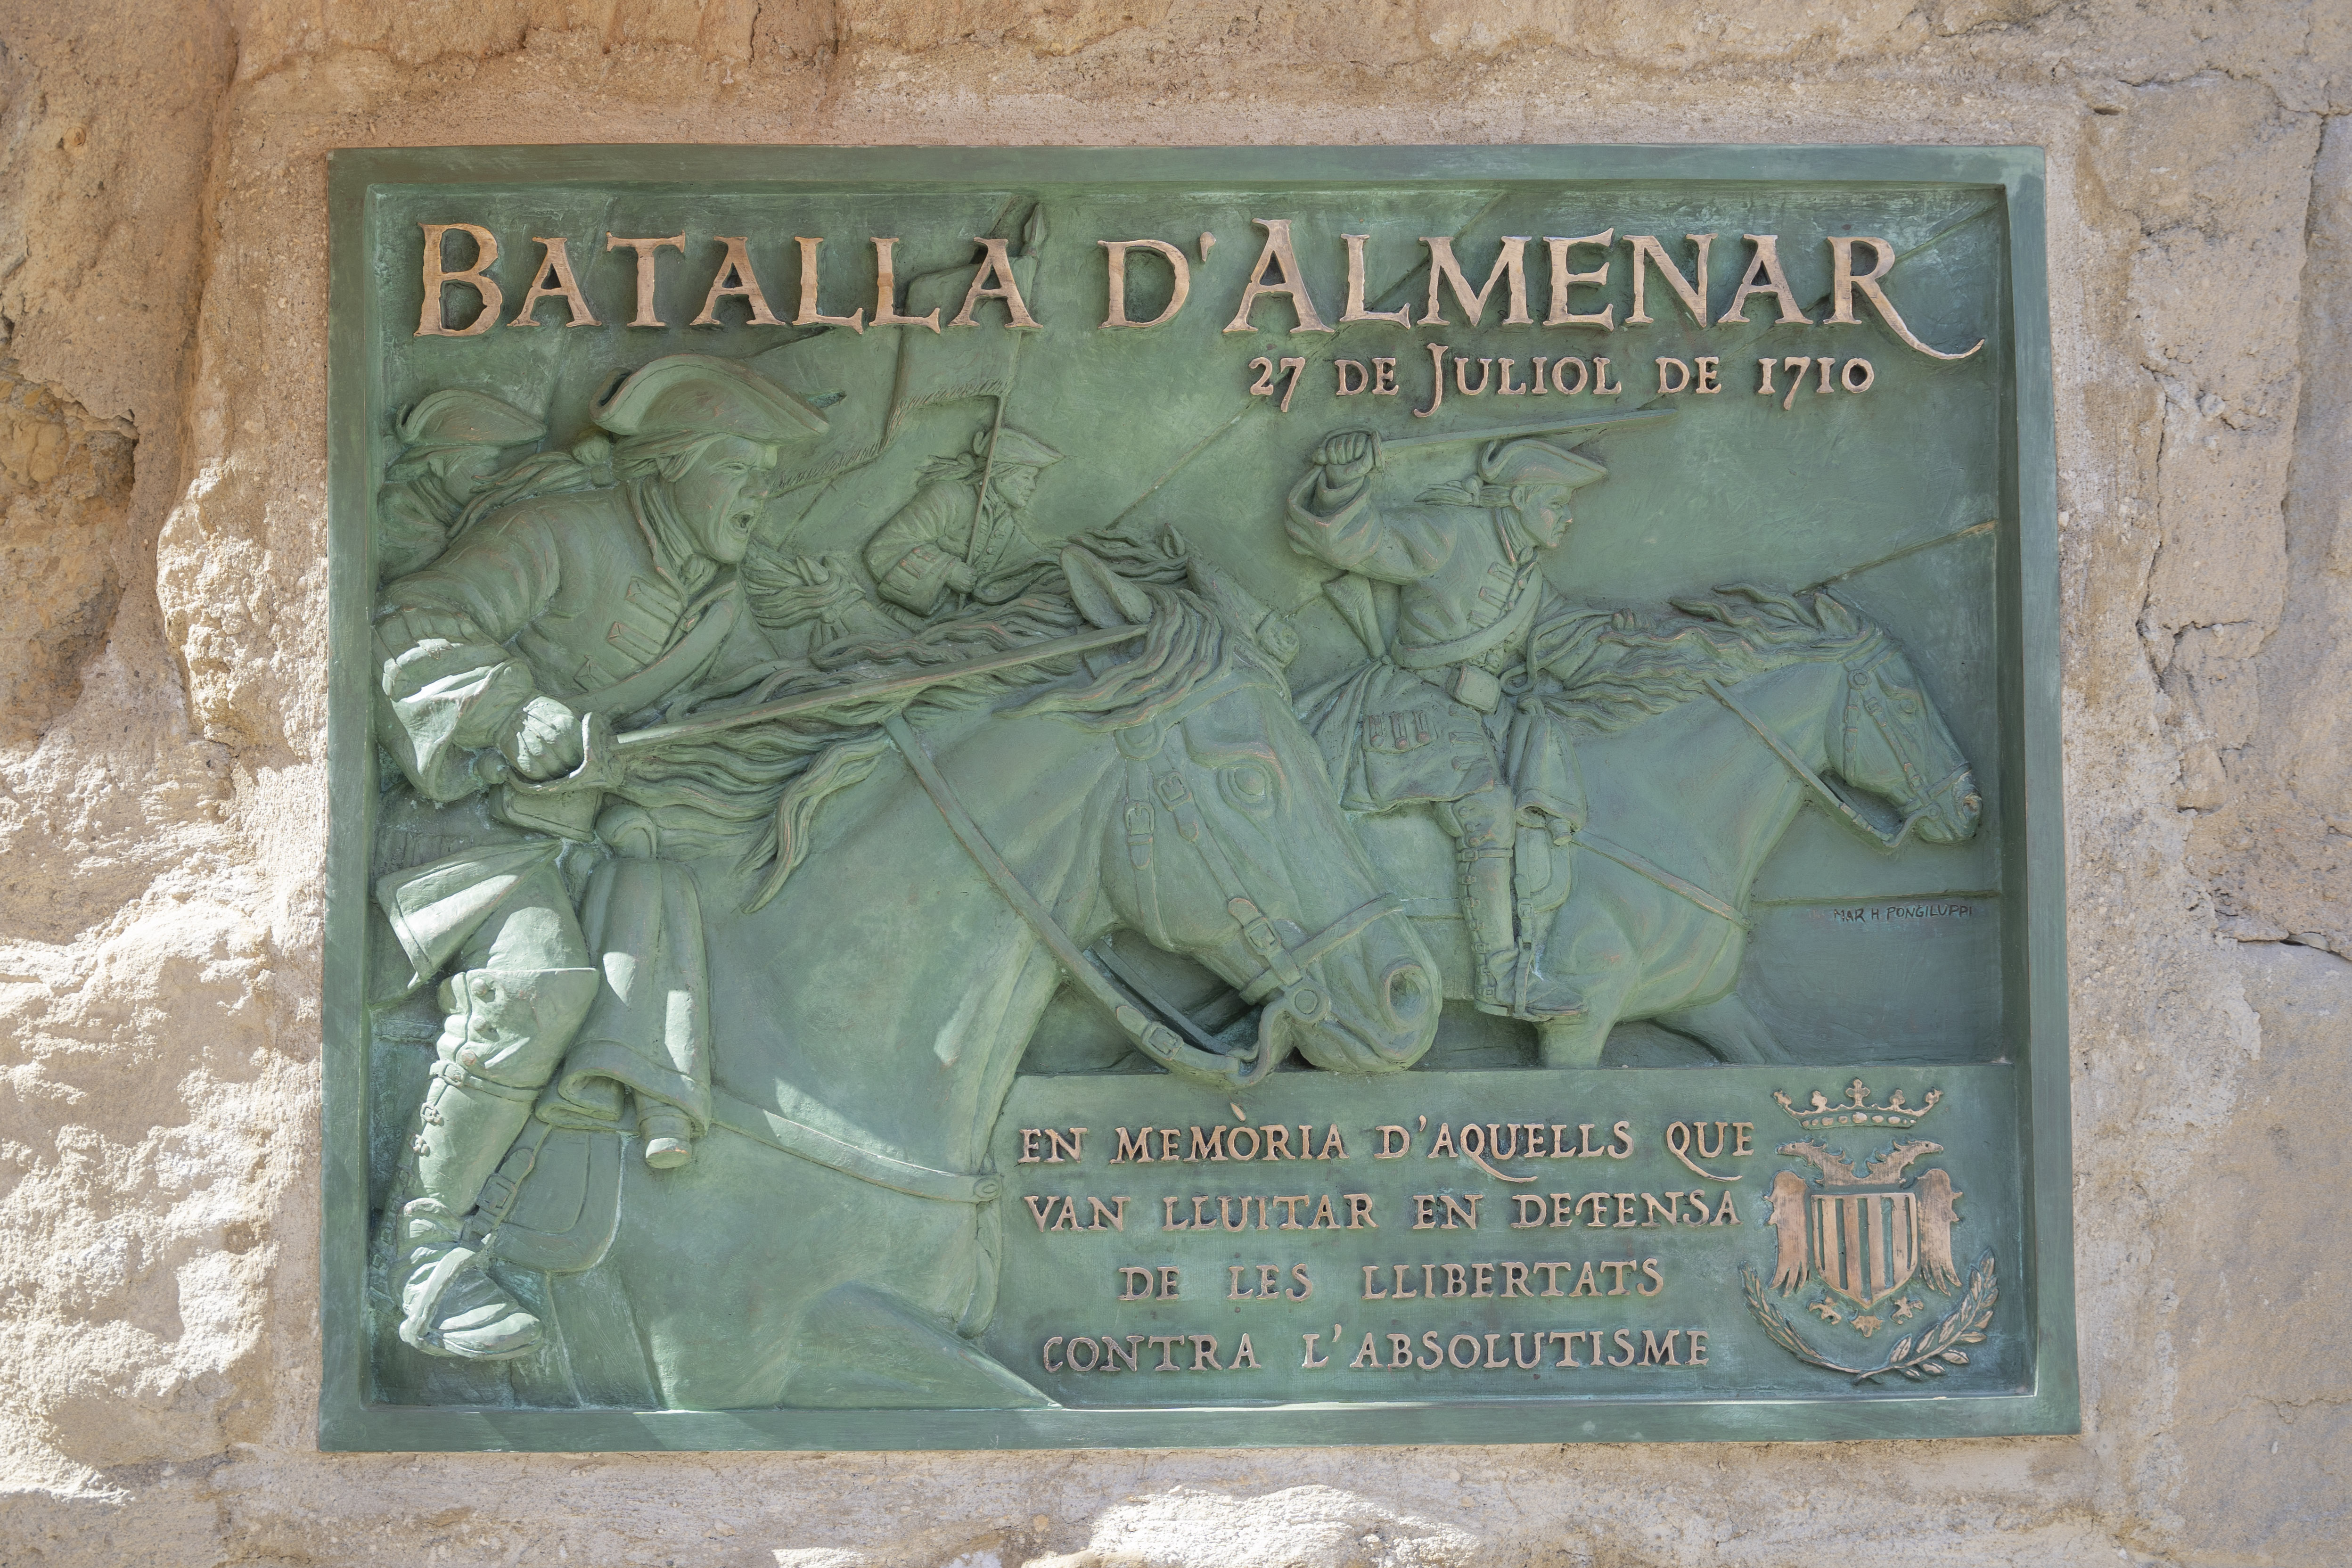 BATALLA D'ALMENAR
27 DE JULIOL DE 1710
MAR H PONGILUPPI
EN MEMÒRIA D'AQUELLS QUE
VAN LLUITAR EN DEFENSA
DE LES LLIBERTATS
CONTRA L'ABSOLUTISME